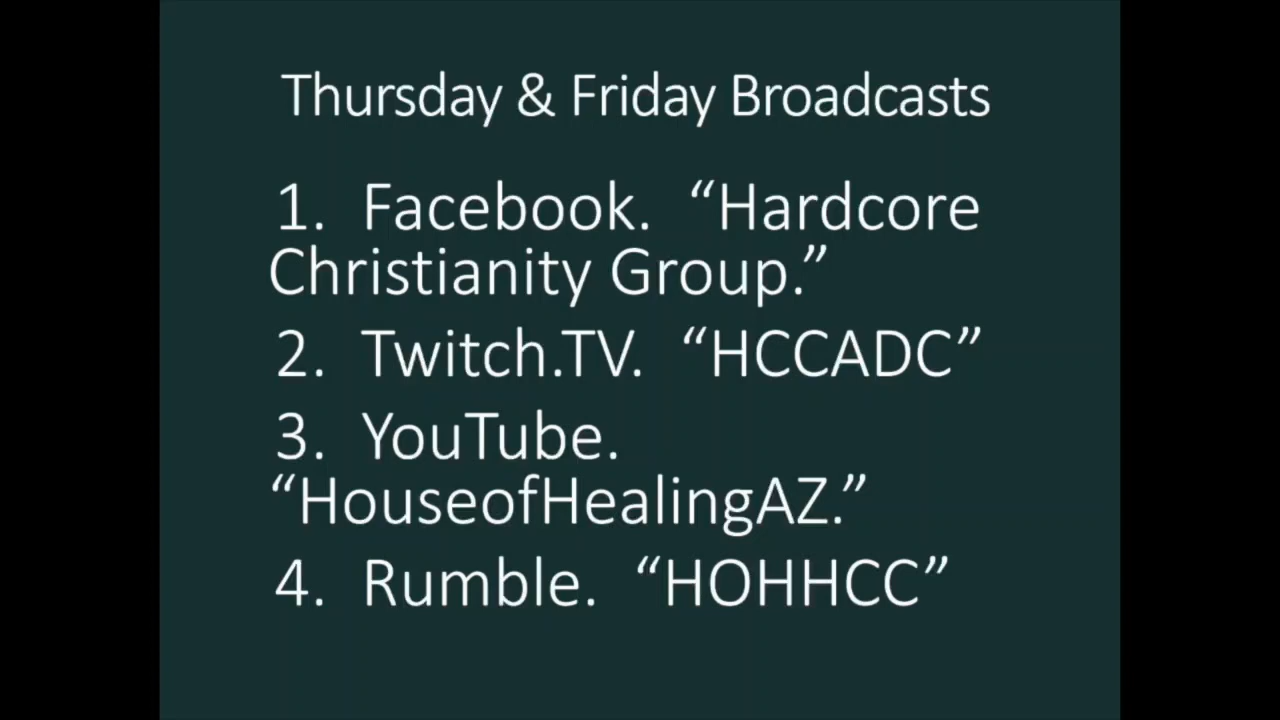 Thursday & Friday Broadcasts
1. Facebook. “Hardcore
Christianity Group.”
2. Twitch.TV. “HCCADC”
3. YouTube.
“HouseofHealingAZ.”
4. Rumble. “HOHHCC”